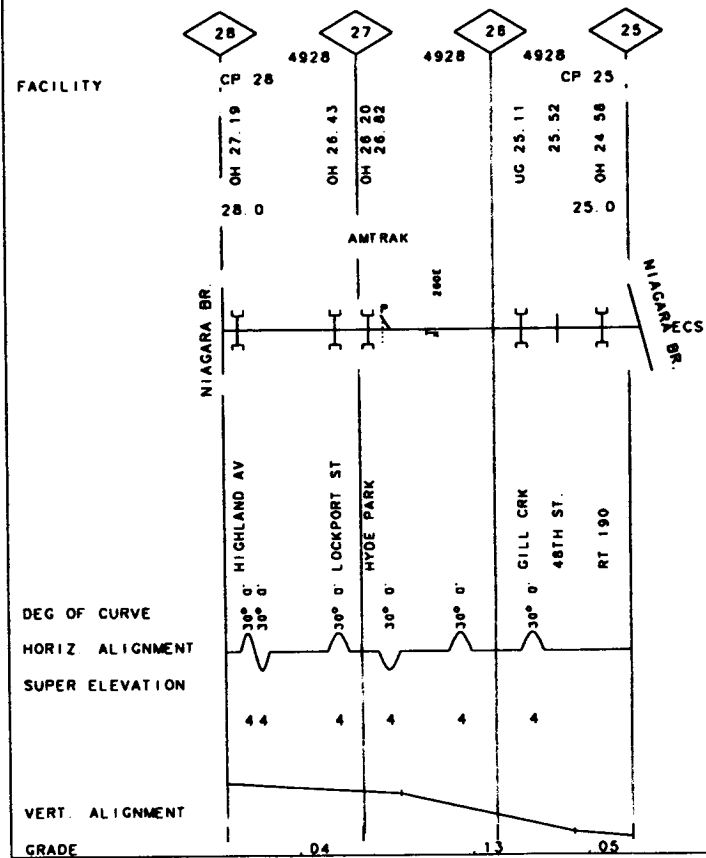 28 27 26 25
4928 4928 4928
FACILITY CP 28 CP 25
OH 27.19 OH 26.43 OH 26 20 26.82 UG 25.11 25.52 OH 24 58
28.0 25.0
AMTRAK
200E
P
NIAGARA BR. NIAGARA BR. ECS
HIGHLAND AV LOCKPORT ST HYDE PARK GILL CRK 48TH ST. RT 190
DEG OF CURVE 30° 0' 30° 0' 30° 0' 30° 0' 30° 0' 30° 0'
HORIZ. ALIGNMENT
SUPER ELEVATION
4 4 4 4 4 4
VERT. ALIGNMENT
GRADE .04 .13 .05